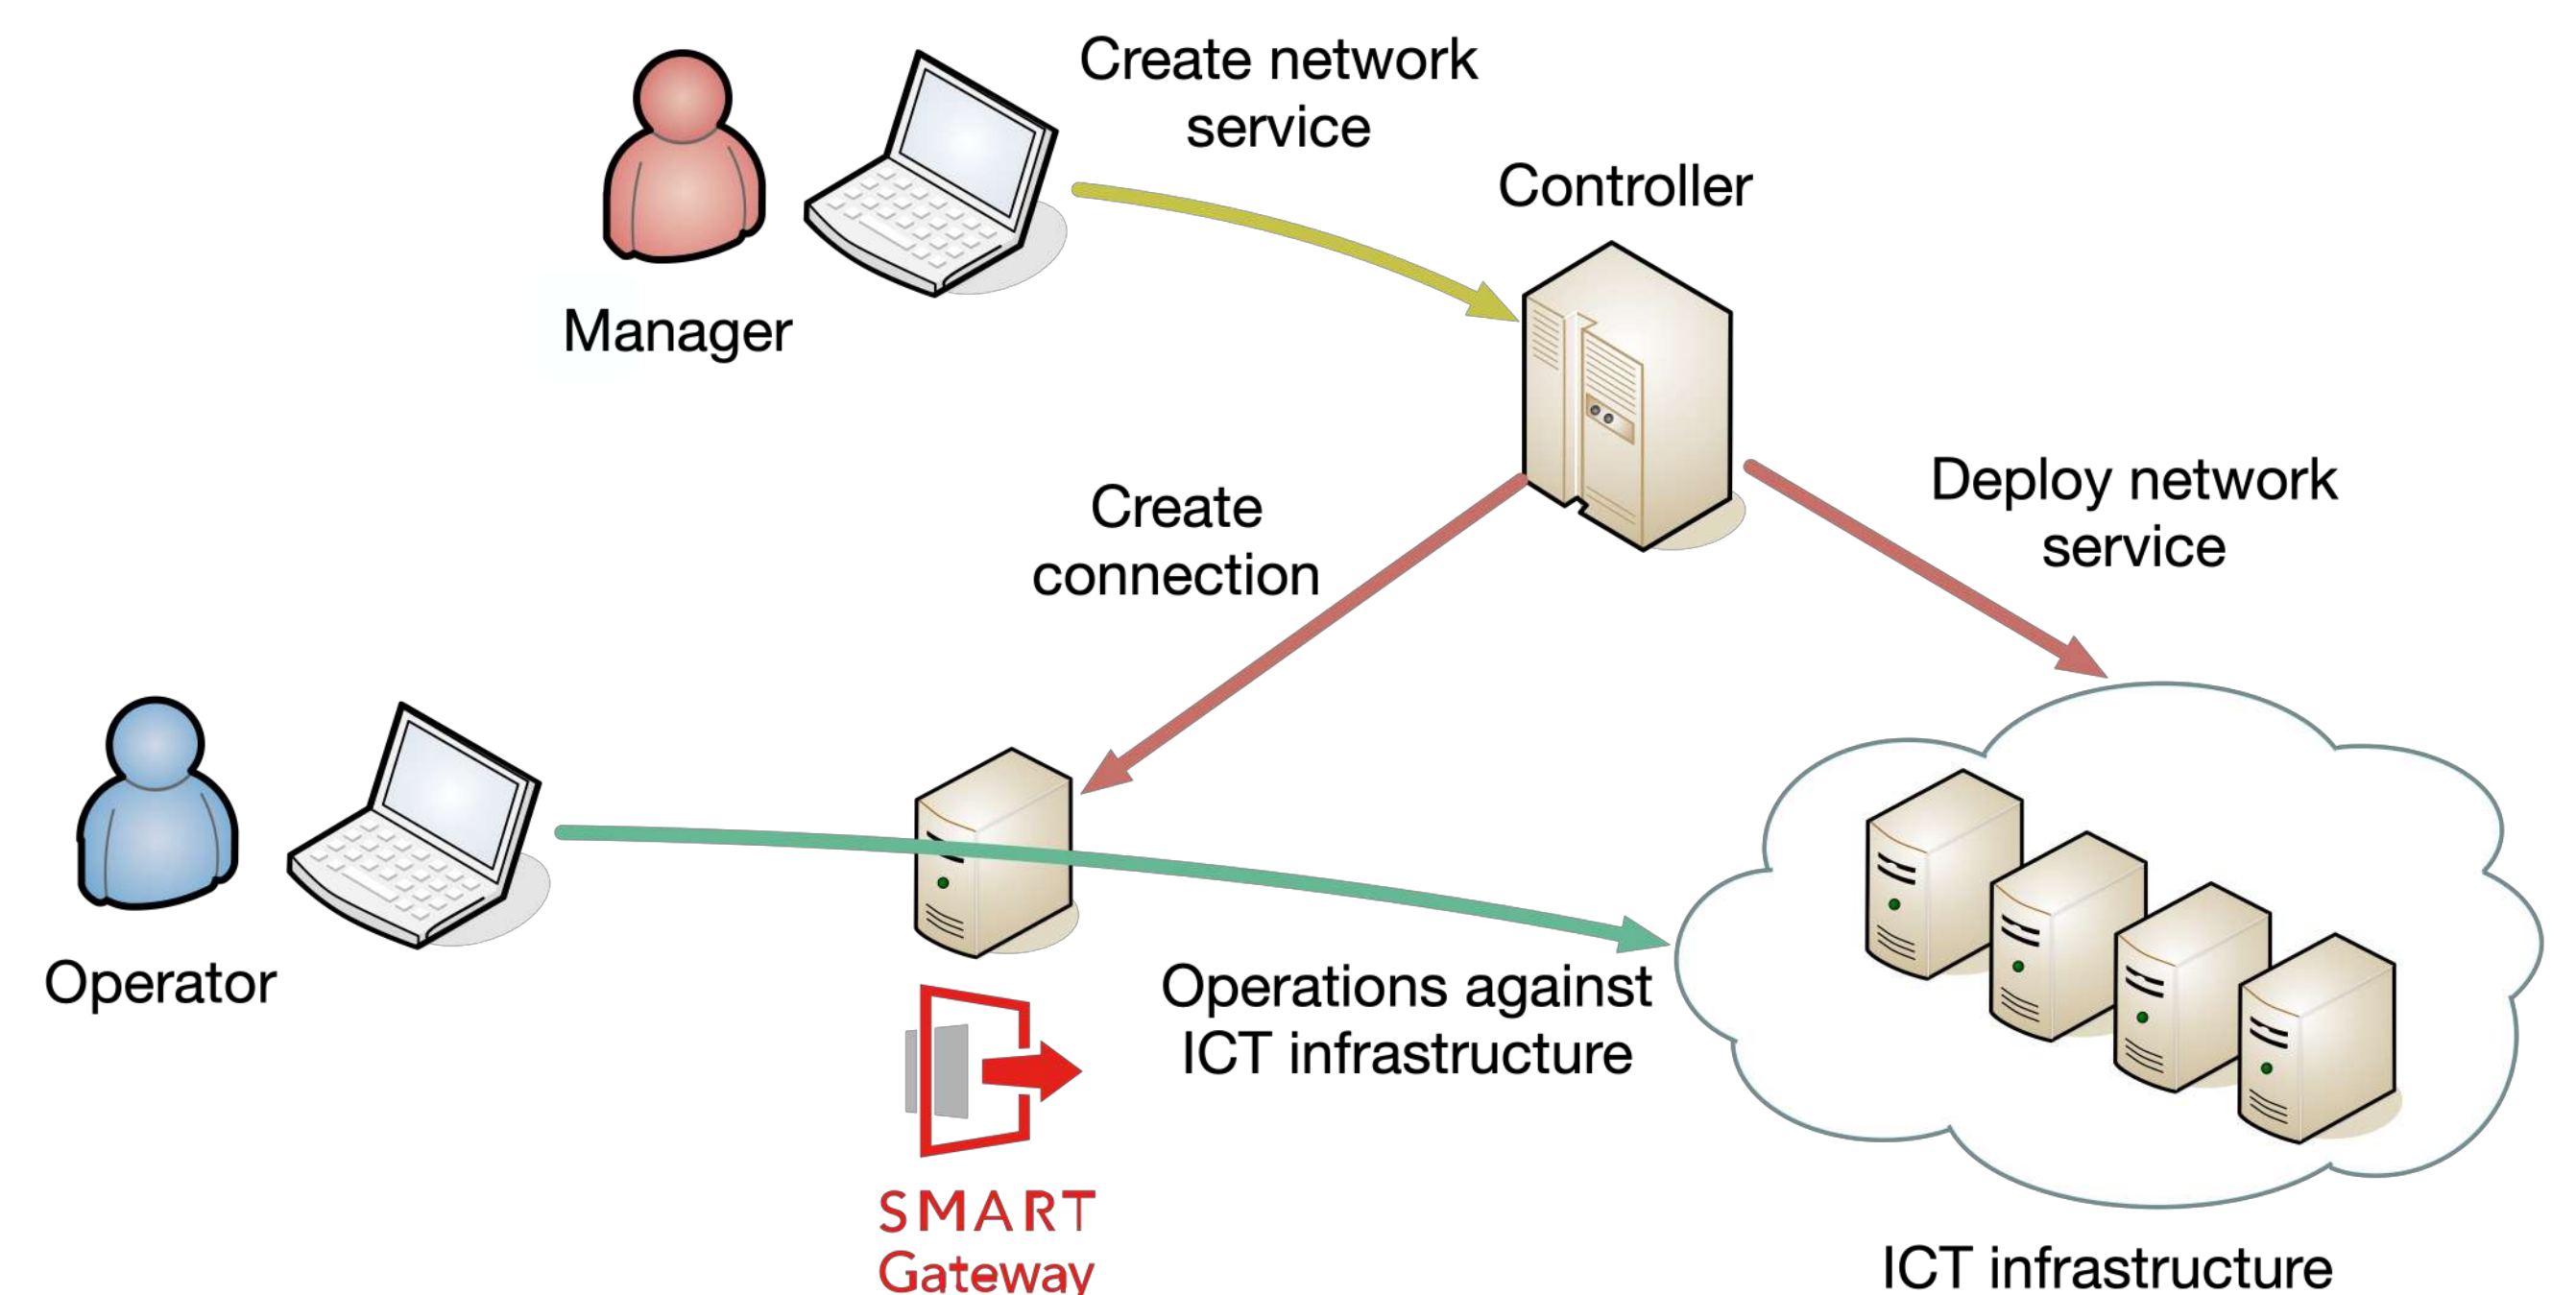 Create network
service
Controller
Manager
Create
connection
Deploy network
service
Operator
Operations against
ICT infrastructure
SMART
Gateway
ICT infrastructure